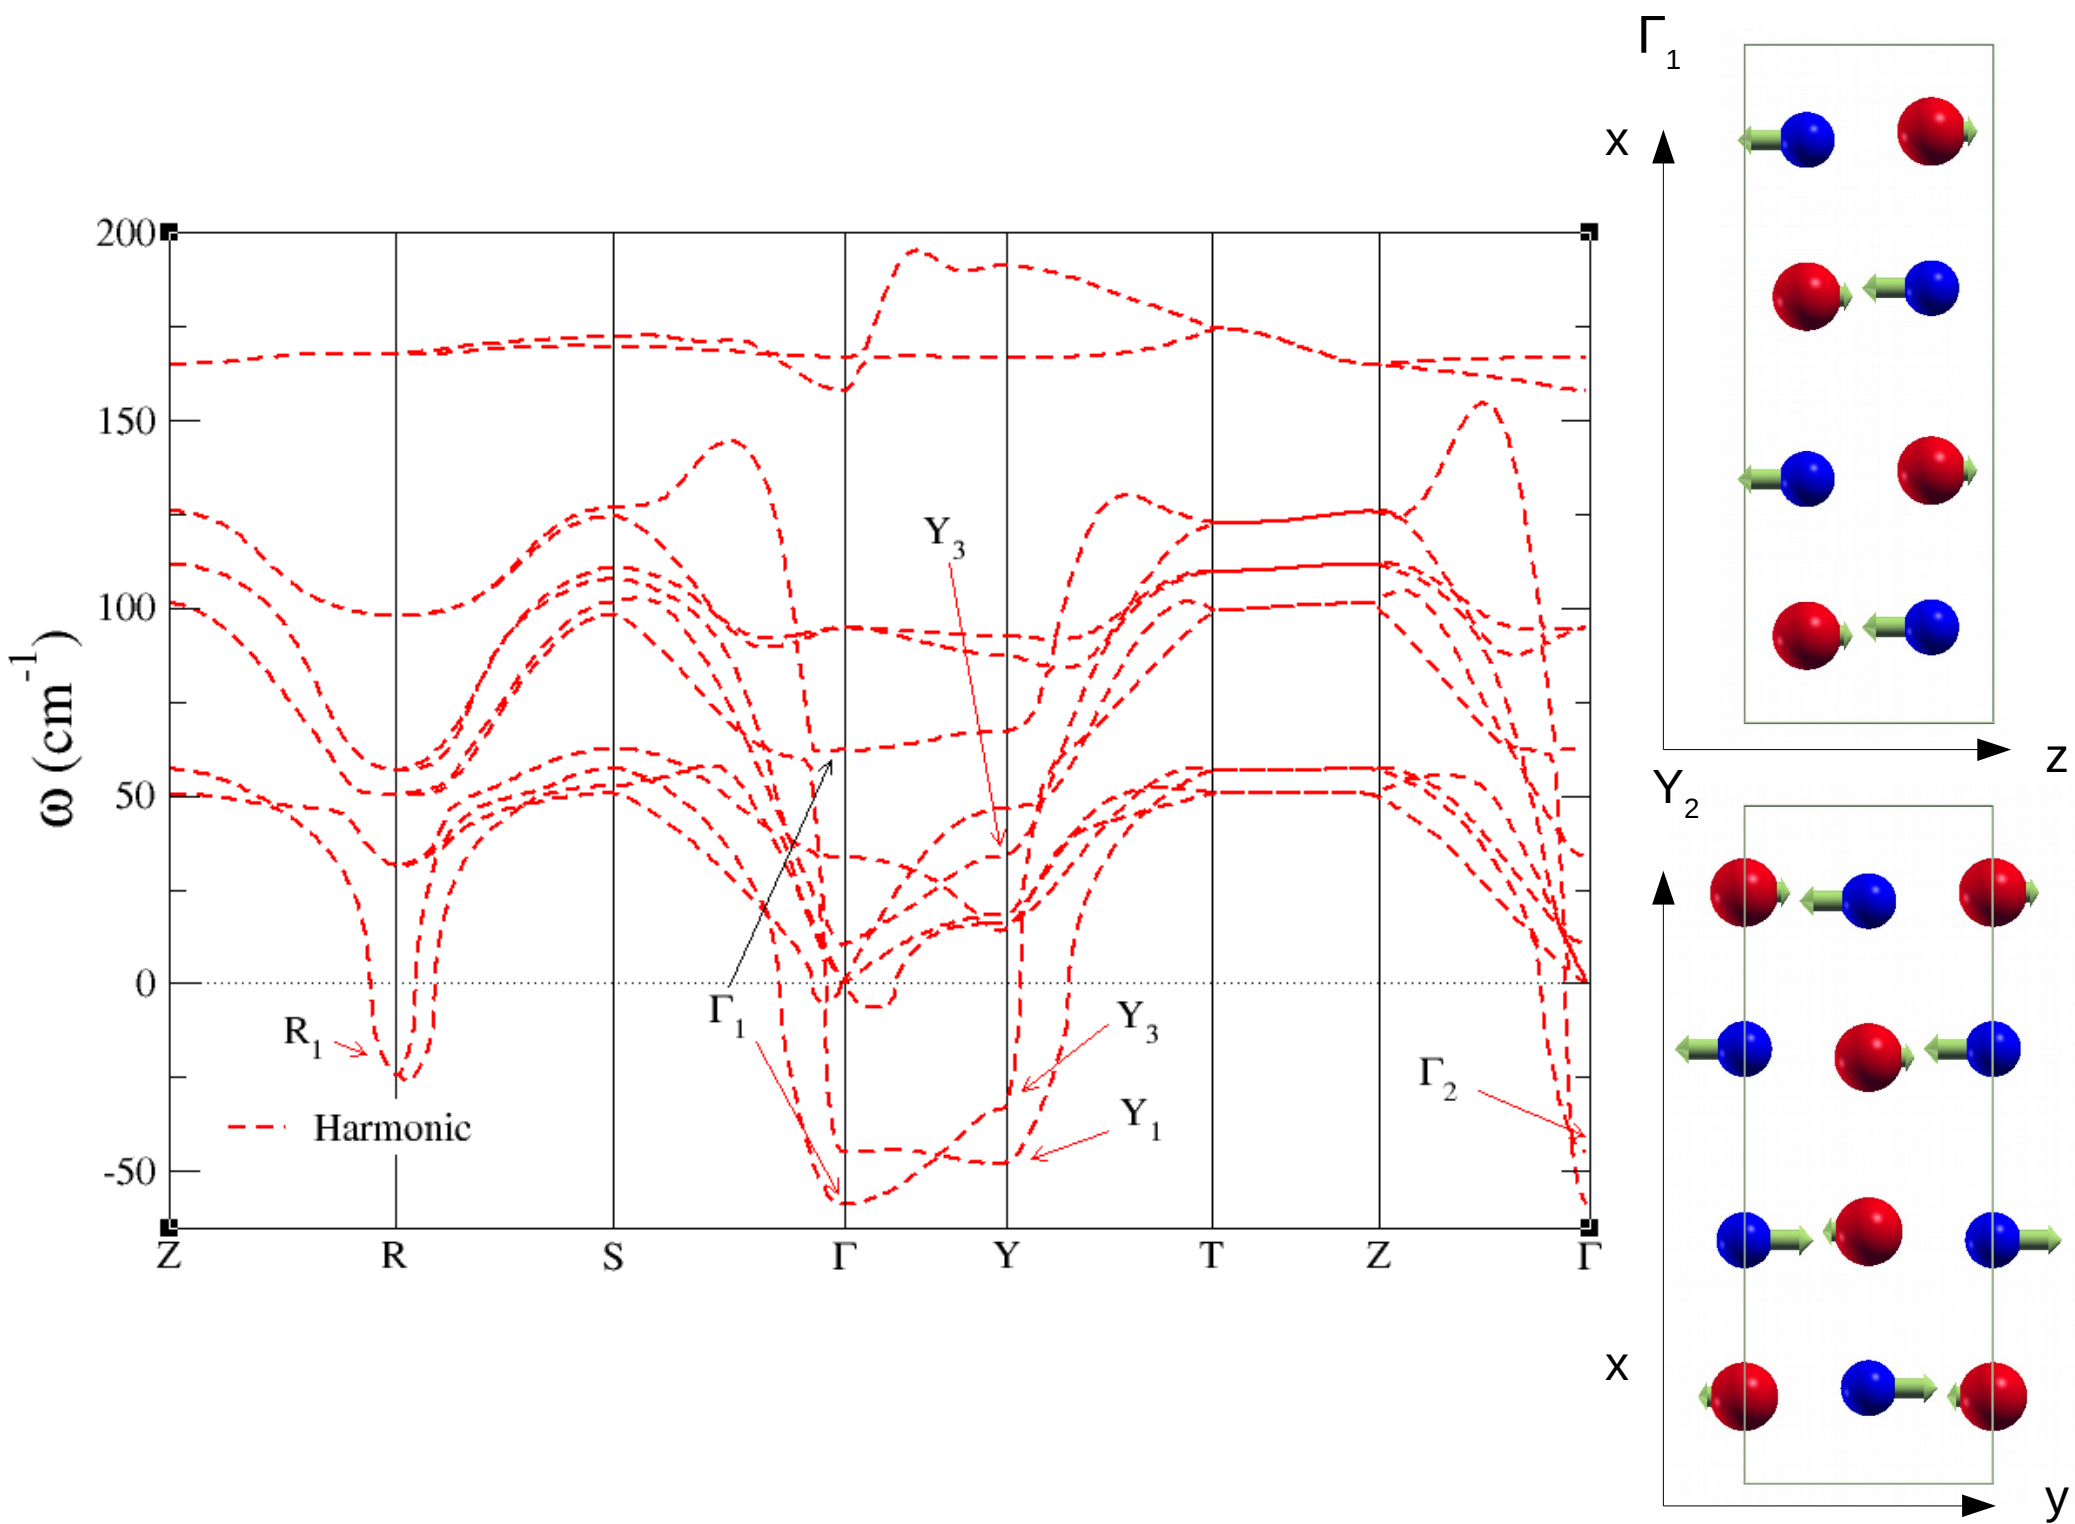 ω (cm⁻¹)
200
150
100
50
0
-50
Z R S Γ Y T Z Γ
Y₃
Γ₁
R₁
Y₃
Y₁
Γ₂
Harmonic
Γ₁
x
z
Y₂
x
y